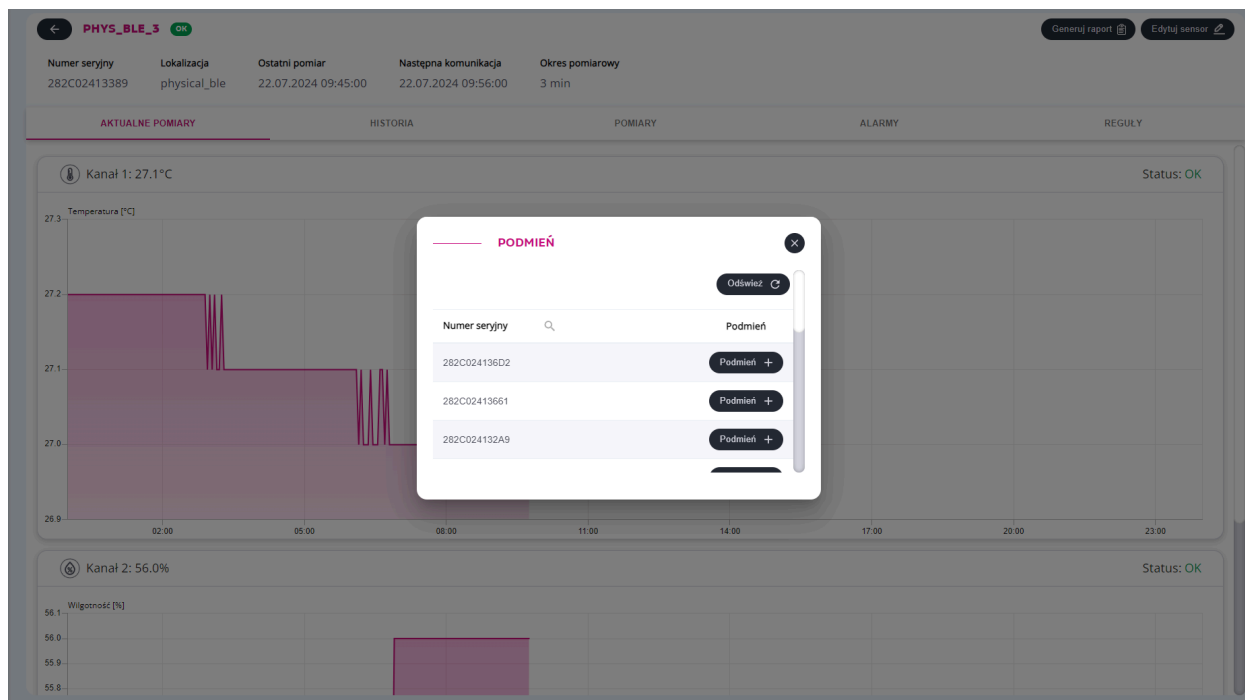 PHYS_BLE_3 OK
Generuj raport Edytuj sensor
Numer seryjny Lokalizacja Ostatni pomiar Następna komunikacja Okres pomiarowy
282C02413389 physical_ble 22.07.2024 09:45:00 22.07.2024 09:56:00 3 min
AKTUALNE POMIARY HISTORIA POMIARY ALARMY REGUŁY
Kanał 1: 27.1°C Status: OK
Temperatura [°C]
27.3
27.2
27.1
27.0
26.9
02:00 05:00 08:00 11:00 14:00 17:00 20:00 23:00
PODMIEŃ
Odśwież
Numer seryjny Podmień
282C024136D2 Podmień +
282C02413661 Podmień +
282C024132A9 Podmień +
Kanał 2: 56.0% Status: OK
Wilgotność [%]
56.1
56.0
55.9
55.8